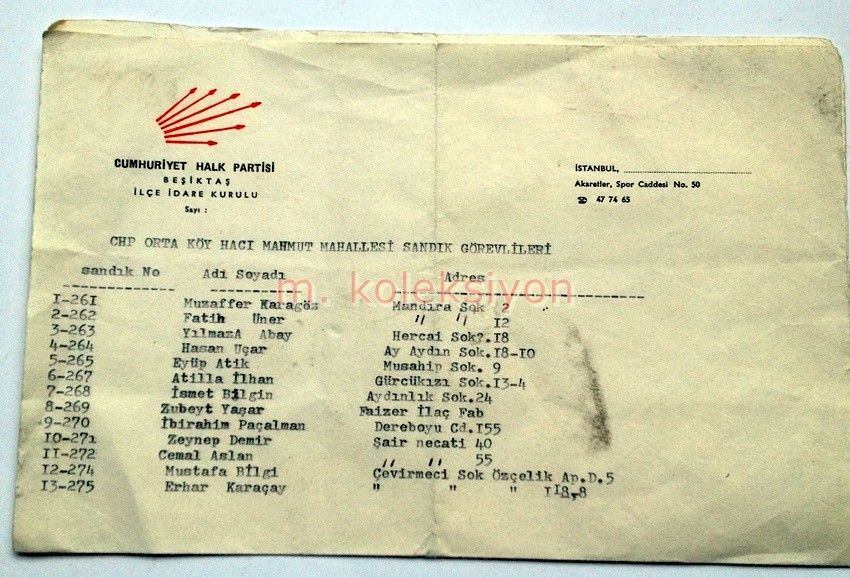 CUMHURİYET HALK PARTİSİ
BEŞİKTAŞ
İLÇE İDARE KURULU
Sayı :
İSTANBUL, ........................................
Akaretler, Spor Caddesi No. 50
☎ 47 74 65
CHP ORTA KÖY HACI MAHMUT MAHALLESİ SANDIK GÖREVLİLERİ
sandık No Adı Soyadı Adres
m. koleksiyon
I-26I Muzaffer Karagöz Mandıra Sok
2-262 Fatih Üner " " I2
3-263 YılmazA Abay Hercai Sok?.I8
4-264 Hasan Uçar Ay Aydın Sok.I8-I0
5-265 Eyüp Atik Musahip Sok. 9
6-267 Atilla İlhan Gürcükızı Sok.I3-4
7-268 İsmet Bilgin Aydınlık Sok.24
8-269 Zubeyt Yaşar Faizer İlaç Fab
9-270 İbirahim Paçalman Dereboyu Cd.I55
I0-27I Zeynep Demir Şair necati 40
II-272 Cemal Aslan " " 55
I2-274 Mustafa Bilgi Çevirmeci Sok Özçelik Ap.D.5
I3-275 Erhar Karaçay " " "